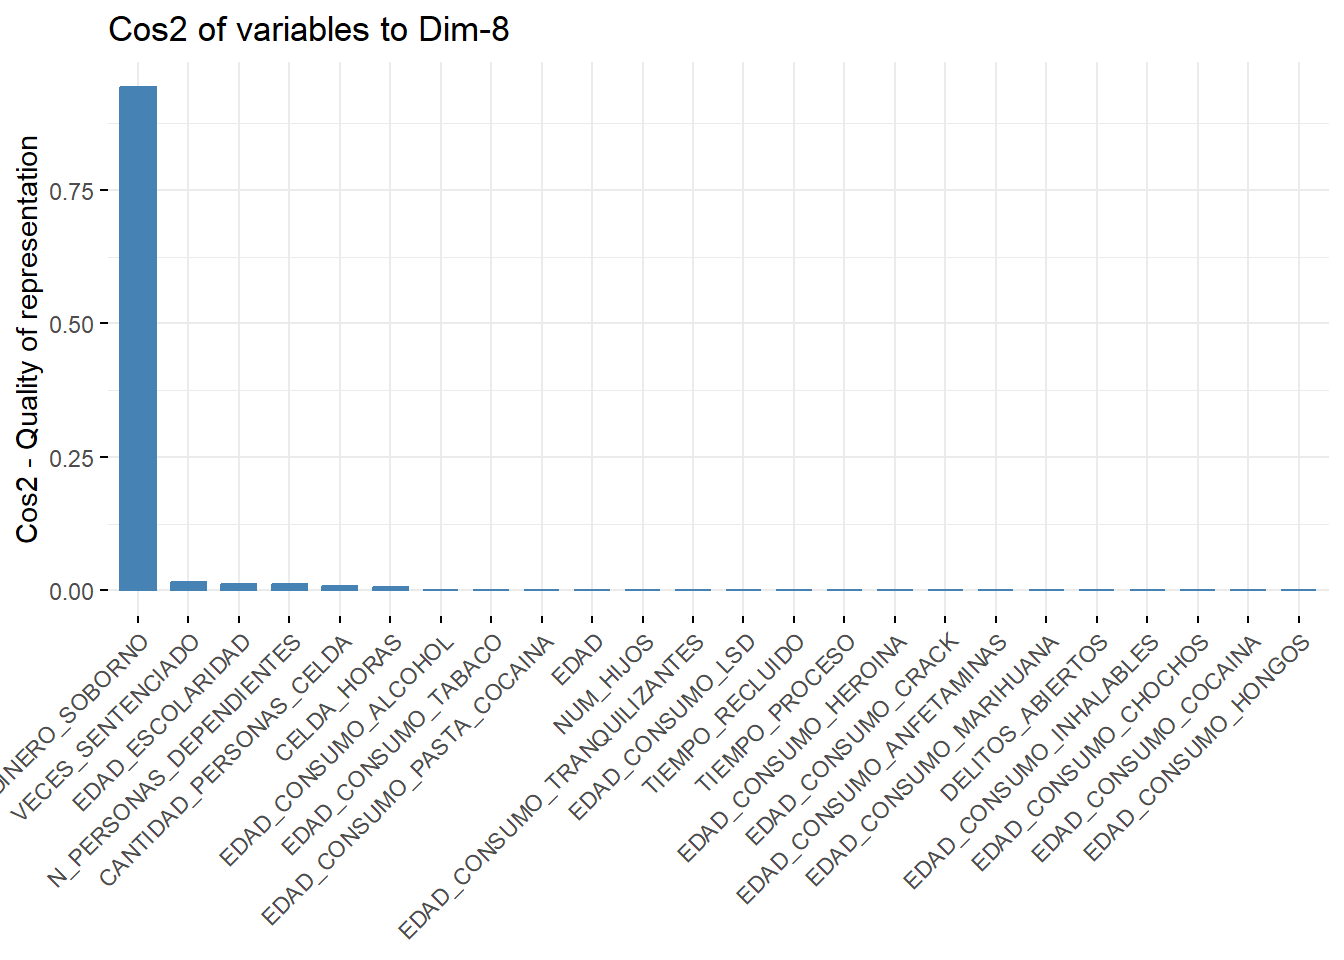 Cos2 of variables to Dim-8
Cos2 - Quality of representation
0.75
0.50
0.25
0.00
DINERO_SOBORNO
VECES_SENTENCIADO
EDAD_ESCOLARIDAD
N_PERSONAS_DEPENDIENTES
CANTIDAD_PERSONAS_CELDA
CELDA_HORAS
EDAD_CONSUMO_ALCOHOL
EDAD_CONSUMO_TABACO
EDAD_CONSUMO_PASTA_COCAINA
EDAD
NUM_HIJOS
EDAD_CONSUMO_TRANQUILIZANTES
EDAD_CONSUMO_LSD
TIEMPO_RECLUIDO
TIEMPO_PROCESO
EDAD_CONSUMO_HEROINA
EDAD_CONSUMO_CRACK
EDAD_CONSUMO_ANFETAMINAS
EDAD_CONSUMO_MARIHUANA
DELITOS_ABIERTOS
EDAD_CONSUMO_INHALABLES
EDAD_CONSUMO_CHOCHOS
EDAD_CONSUMO_COCAINA
EDAD_CONSUMO_HONGOS